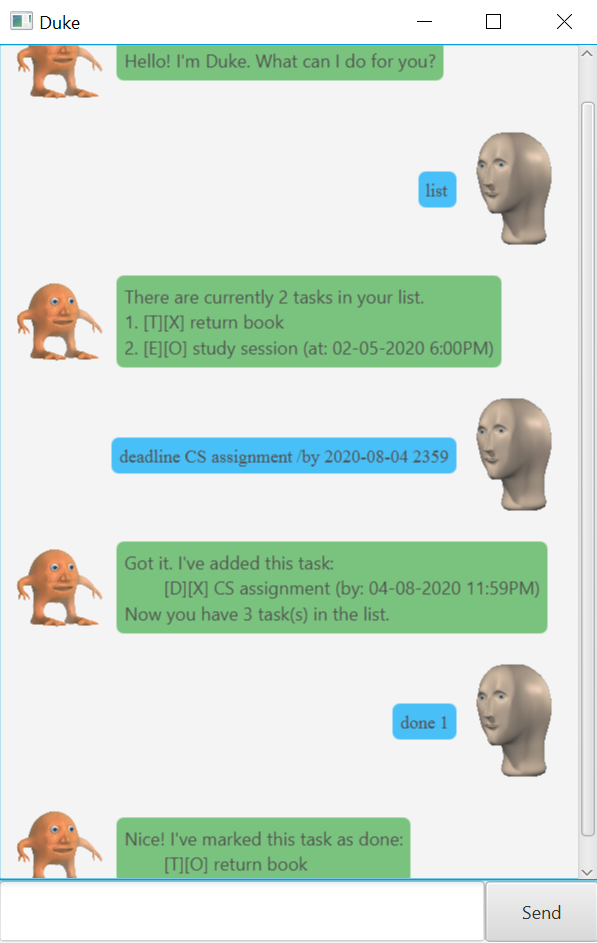 Duke
Hello! I'm Duke. What can I do for you?
list
There are currently 2 tasks in your list.
1. [T][X] return book
2. [E][O] study session (at: 02-05-2020 6:00PM)
deadline CS assignment /by 2020-08-04 2359
Got it. I've added this task:
[D][X] CS assignment (by: 04-08-2020 11:59PM)
Now you have 3 task(s) in the list.
done 1
Nice! I've marked this task as done:
[T][O] return book
Send